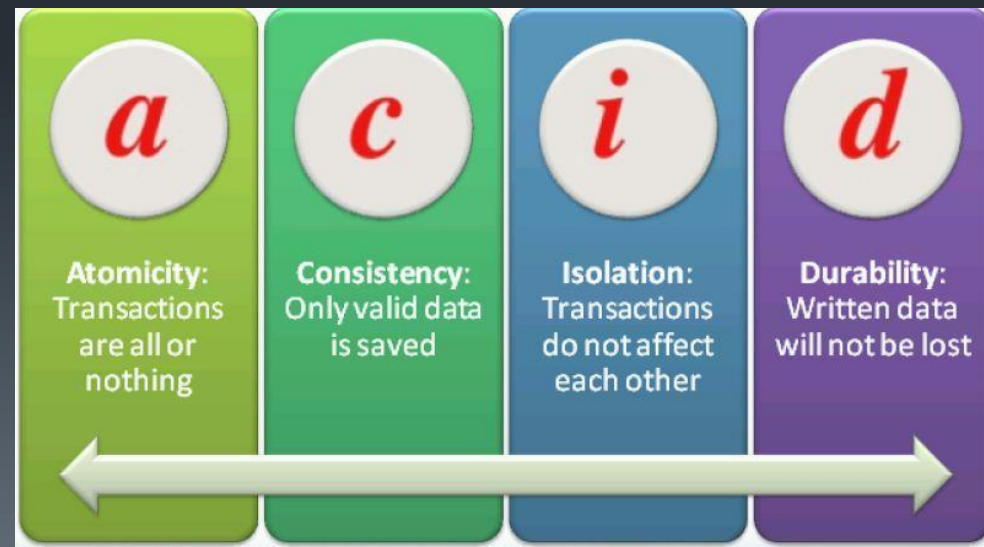 a
Atomicity:
Transactions
are all or
nothing
c
Consistency:
Only valid data
is saved
i
Isolation:
Transactions
do not affect
each other
d
Durability:
Written data
will not be lost